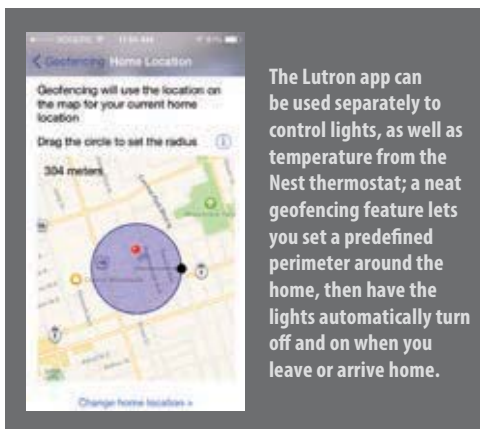 ROGERS
Geofencing Home Location
Geofencing will use the location on
the map for your current home
location
Drag the circle to set the radius
304 meters
Change home location >
The Lutron app can
be used separately to
control lights, as well as
temperature from the
Nest thermostat; a neat
geofencing feature lets
you set a predefined
perimeter around the
home, then have the
lights automatically turn
off and on when you
leave or arrive home.